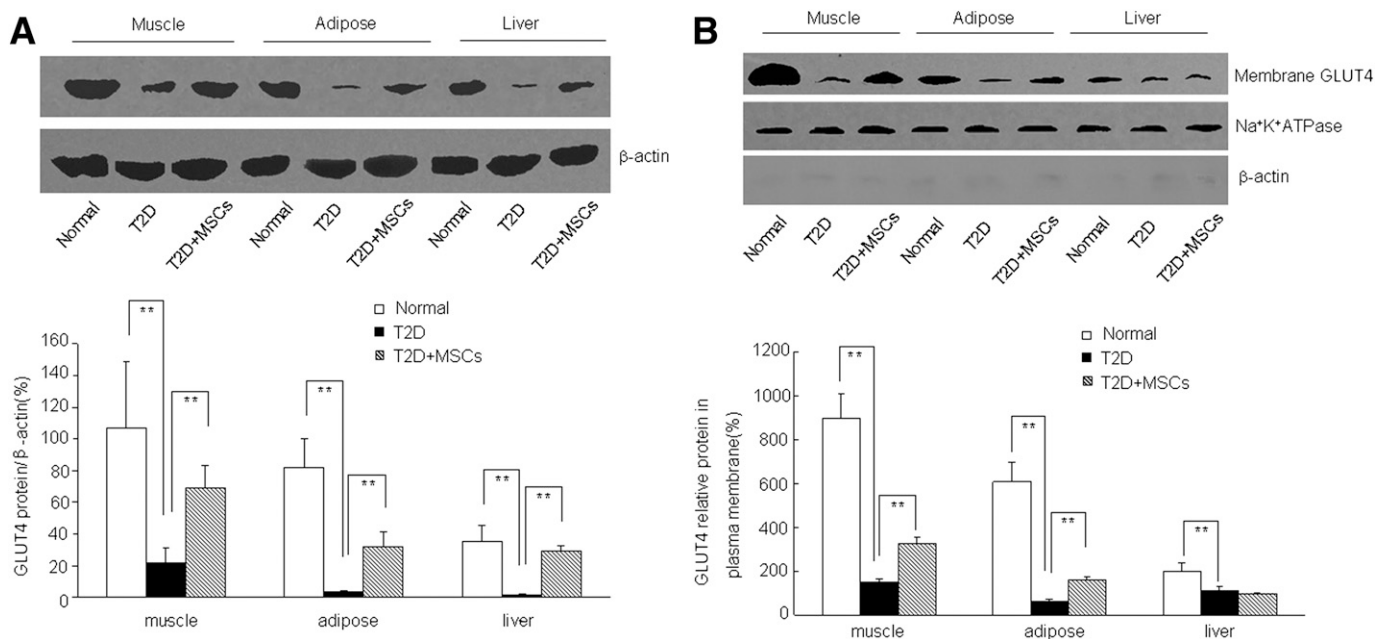 A
Muscle Adipose Liver
β-actin
Normal T2D T2D+MSCs Normal T2D T2D+MSCs Normal T2D T2D+MSCs
Normal
T2D
T2D+MSCs
** ** ** ** ** **
GLUT4 protein/β-actin(%)
160
140
120
100
80
60
40
20
0
muscle adipose liver
B
Muscle Adipose Liver
Membrane GLUT4
Na⁺K⁺ATPase
β-actin
Normal T2D T2D+MSCs Normal T2D T2D+MSCs Normal T2D T2D+MSCs
Normal
T2D
T2D+MSCs
** ** ** ** **
GLUT4 relative protein in
plasma membrane(%)
1200
1000
800
600
400
200
0
muscle adipose liver